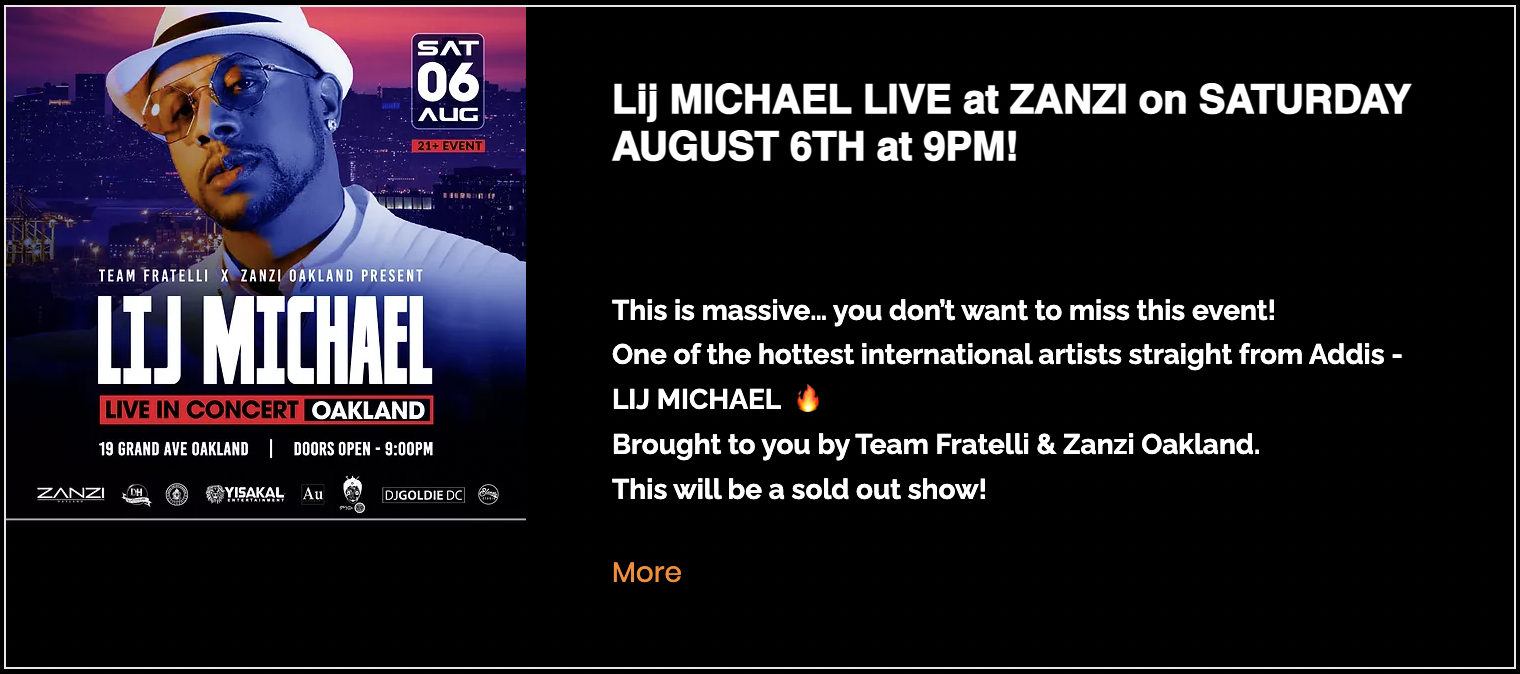 SAT
06
AUG
21+ EVENT
TEAM FRATELLI X ZANZI OAKLAND PRESENT
LIJ MICHAEL
LIVE IN CONCERT OAKLAND
19 GRAND AVE OAKLAND | DOORS OPEN - 9:00PM
ZANZI
DH
YISAKAL
ENTERTAINMENT
Au
DJGOLDIE DC
Lij MICHAEL LIVE at ZANZI on SATURDAY
AUGUST 6TH at 9PM!
This is massive... you don’t want to miss this event!
One of the hottest international artists straight from Addis -
LIJ MICHAEL 🔥
Brought to you by Team Fratelli & Zanzi Oakland.
This will be a sold out show!
More